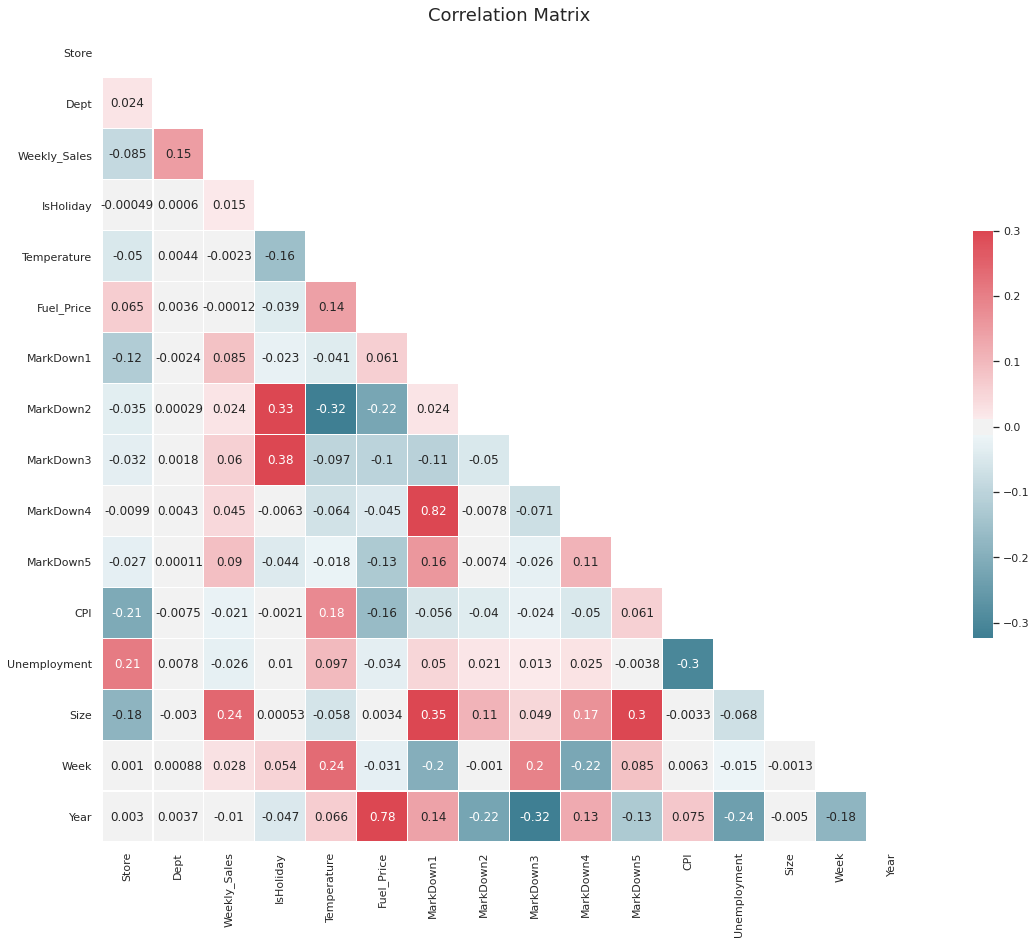 Correlation Matrix
Store
Dept 0.024
Weekly_Sales -0.085 0.15
IsHoliday -0.00049 0.0006 0.015
Temperature -0.05 0.0044 -0.0023 -0.16
Fuel_Price 0.065 0.0036 -0.00012 -0.039 0.14
MarkDown1 -0.12 -0.0024 0.085 -0.023 -0.041 0.061
MarkDown2 -0.035 0.00029 0.024 0.33 -0.32 -0.22 0.024
MarkDown3 -0.032 0.0018 0.06 0.38 -0.097 -0.1 -0.11 -0.05
MarkDown4 -0.0099 0.0043 0.045 -0.0063 -0.064 -0.045 0.82 -0.0078 -0.071
MarkDown5 -0.027 0.00011 0.09 -0.044 -0.018 -0.13 0.16 -0.0074 -0.026 0.11
CPI -0.21 -0.0075 -0.021 -0.0021 0.18 -0.16 -0.056 -0.04 -0.024 -0.05 0.061
Unemployment 0.21 0.0078 -0.026 0.01 0.097 -0.034 0.05 0.021 0.013 0.025 -0.0038 -0.3
Size -0.18 -0.003 0.24 0.00053 -0.058 0.0034 0.35 0.11 0.049 0.17 0.3 -0.0033 -0.068
Week 0.001 0.00088 0.028 0.054 0.24 -0.031 -0.2 -0.001 0.2 -0.22 0.085 0.0063 -0.015 -0.0013
Year 0.003 0.0037 -0.01 -0.047 0.066 0.78 0.14 -0.22 -0.32 0.13 -0.13 0.075 -0.24 -0.005 -0.18
Store Dept Weekly_Sales IsHoliday Temperature Fuel_Price MarkDown1 MarkDown2 MarkDown3 MarkDown4 MarkDown5 CPI Unemployment Size Week Year
0.3
0.2
0.1
0.0
−0.1
−0.2
−0.3